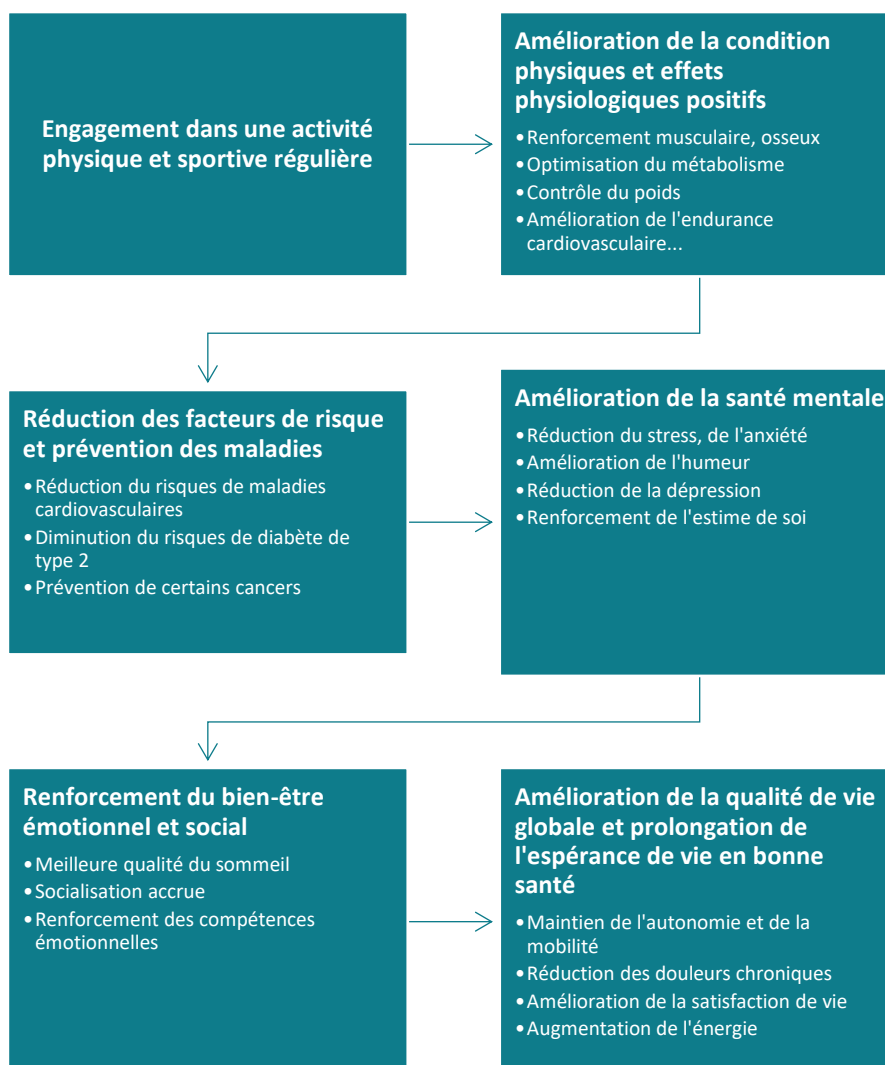 Engagement dans une activité
physique et sportive régulière
Amélioration de la condition
physiques et effets
physiologiques positifs
•Renforcement musculaire, osseux
•Optimisation du métabolisme
•Contrôle du poids
•Amélioration de l'endurance
cardiovasculaire...
Réduction des facteurs de risque
et prévention des maladies
•Réduction du risques de maladies
cardiovasculaires
•Diminution du risques de diabète de
type 2
•Prévention de certains cancers
Amélioration de la santé mentale
•Réduction du stress, de l'anxiété
•Amélioration de l'humeur
•Réduction de la dépression
•Renforcement de l'estime de soi
Renforcement du bien-être
émotionnel et social
•Meilleure qualité du sommeil
•Socialisation accrue
•Renforcement des compétences
émotionnelles
Amélioration de la qualité de vie
globale et prolongation de
l'espérance de vie en bonne
santé
•Maintien de l'autonomie et de la
mobilité
•Réduction des douleurs chroniques
•Amélioration de la satisfaction de vie
•Augmentation de l'énergie